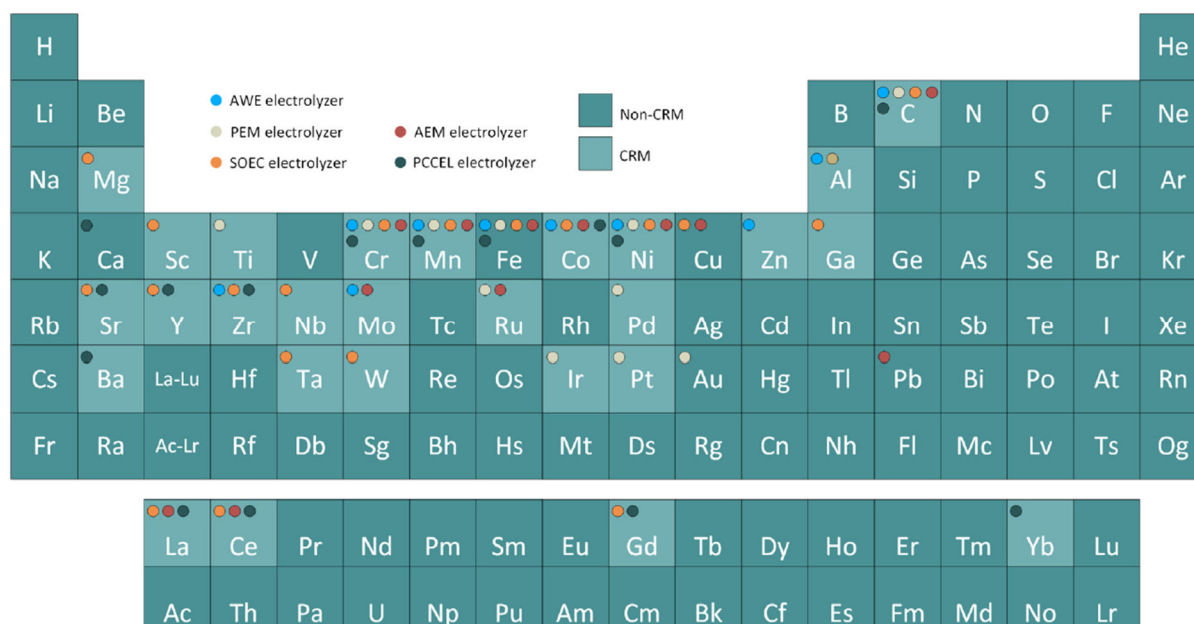 H He
AWE electrolyzer
PEM electrolyzer AEM electrolyzer
SOEC electrolyzer PCCEL electrolyzer
Non-CRM
CRM
Li Be B C N O F Ne
Na Mg Al Si P S Cl Ar
K Ca Sc Ti V Cr Mn Fe Co Ni Cu Zn Ga Ge As Se Br Kr
Rb Sr Y Zr Nb Mo Tc Ru Rh Pd Ag Cd In Sn Sb Te I Xe
Cs Ba La-Lu Hf Ta W Re Os Ir Pt Au Hg Tl Pb Bi Po At Rn
Fr Ra Ac-Lr Rf Db Sg Bh Hs Mt Ds Rg Cn Nh Fl Mc Lv Ts Og
La Ce Pr Nd Pm Sm Eu Gd Tb Dy Ho Er Tm Yb Lu
Ac Th Pa U Np Pu Am Cm Bk Cf Es Fm Md No Lr